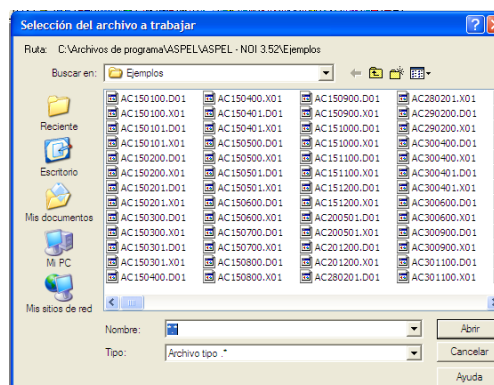 Selección del archivo a trabajar
Ruta: C:\Archivos de programa\ASPEL\ASPEL - NOI 3.52\Ejemplos
Buscar en: Ejemplos
Reciente
Escritorio
Mis documentos
Mi PC
Mis sitios de red
AC150100.D01 AC150400.X01 AC150900.D01 AC280201.X01
AC150100.X01 AC150401.D01 AC150900.X01 AC290200.D01
AC150101.D01 AC150401.X01 AC151000.D01 AC290200.X01
AC150101.X01 AC150500.D01 AC151000.X01 AC300400.D01
AC150200.D01 AC150500.X01 AC151100.D01 AC300400.X01
AC150200.X01 AC150501.D01 AC151100.X01 AC300401.D01
AC150201.D01 AC150501.X01 AC151200.D01 AC300401.X01
AC150201.X01 AC150600.D01 AC151200.X01 AC300600.D01
AC150300.D01 AC150600.X01 AC200501.D01 AC300600.X01
AC150300.X01 AC150700.D01 AC200501.X01 AC300900.D01
AC150301.D01 AC150700.X01 AC201200.D01 AC300900.X01
AC150301.X01 AC150800.D01 AC201200.X01 AC301100.D01
AC150400.D01 AC150800.X01 AC280201.D01 AC301100.X01
Nombre:
Abrir
Tipo: Archivo tipo .*
Cancelar
Ayuda